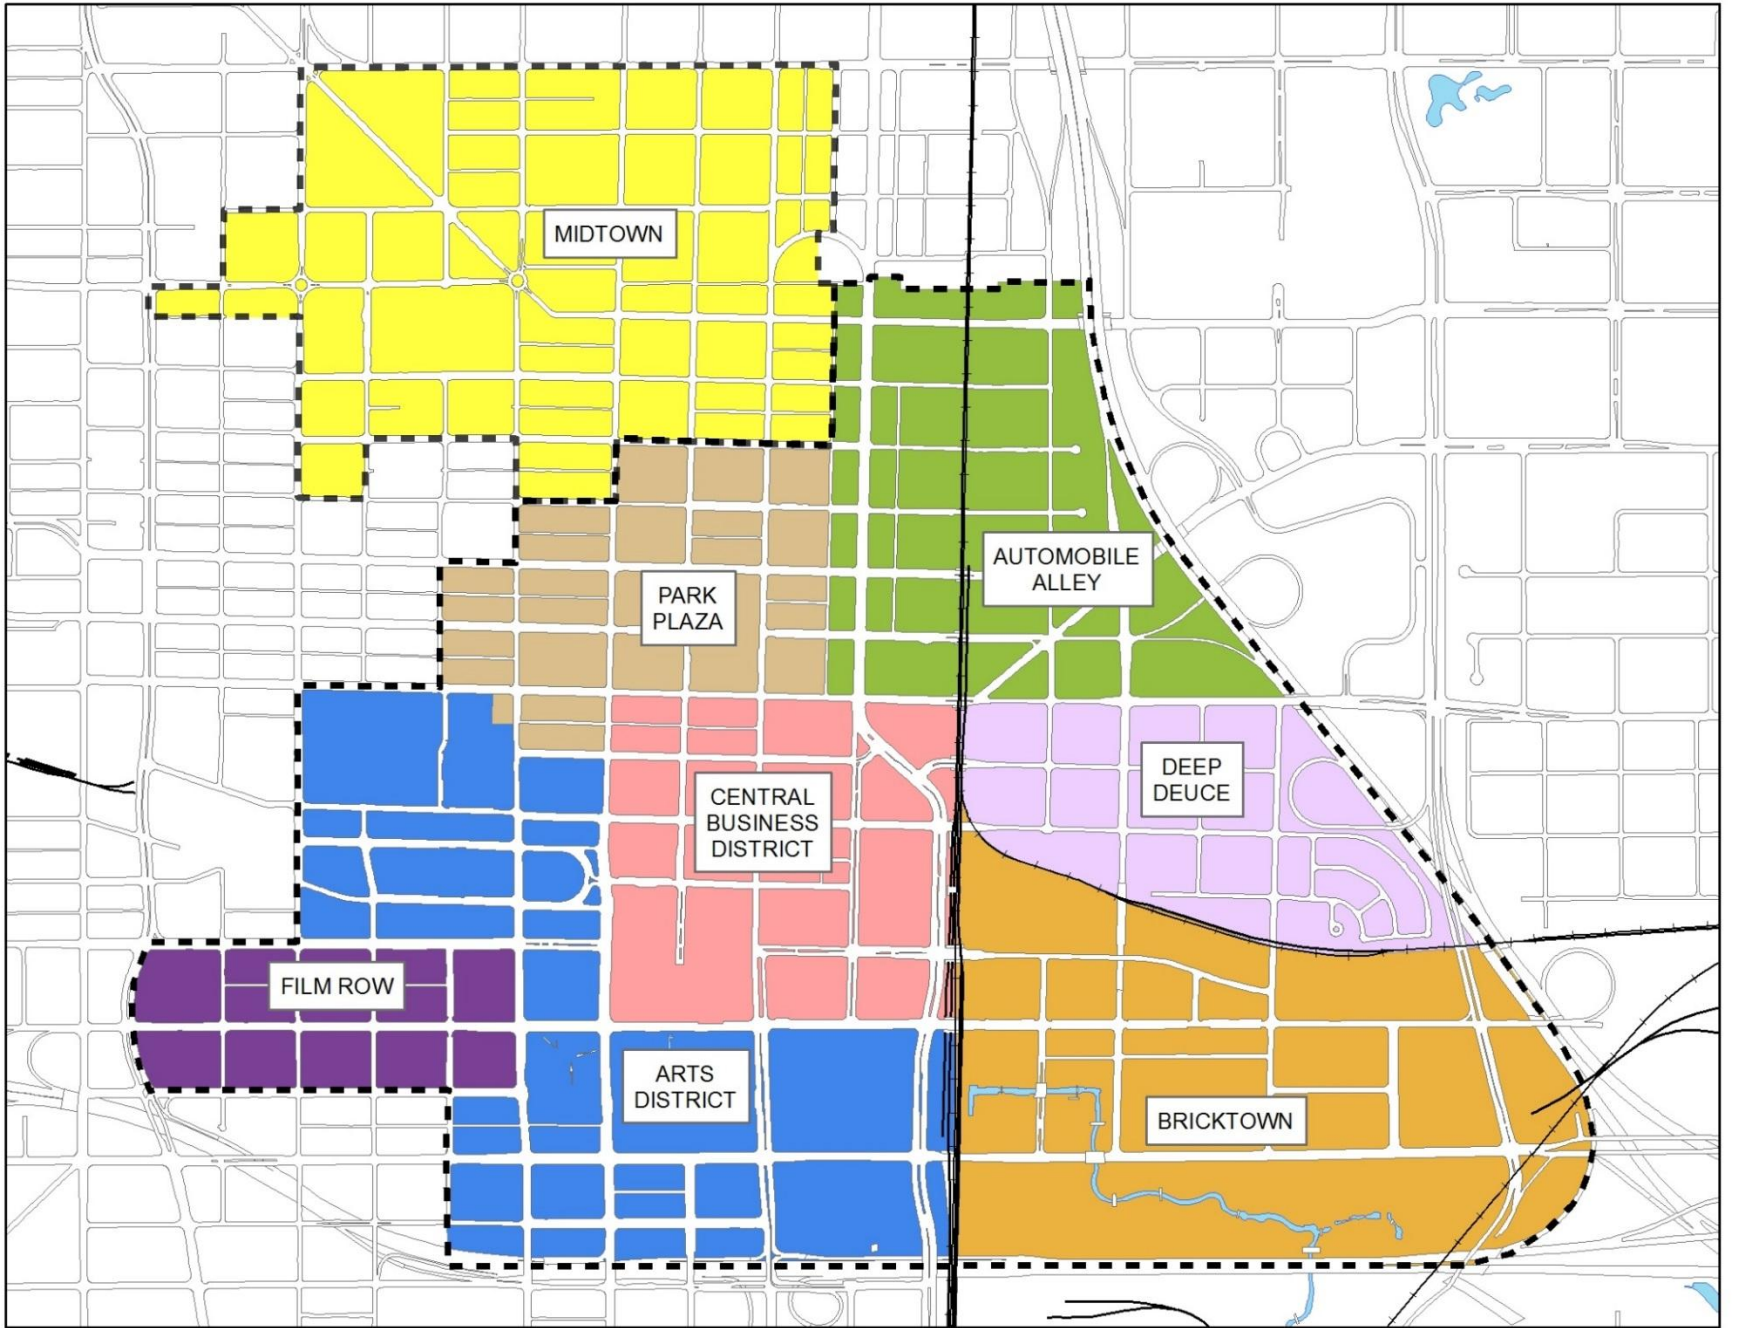 MIDTOWN
AUTOMOBILE
ALLEY
PARK
PLAZA
DEEP
DEUCE
CENTRAL
BUSINESS
DISTRICT
FILM ROW
ARTS
DISTRICT
BRICKTOWN